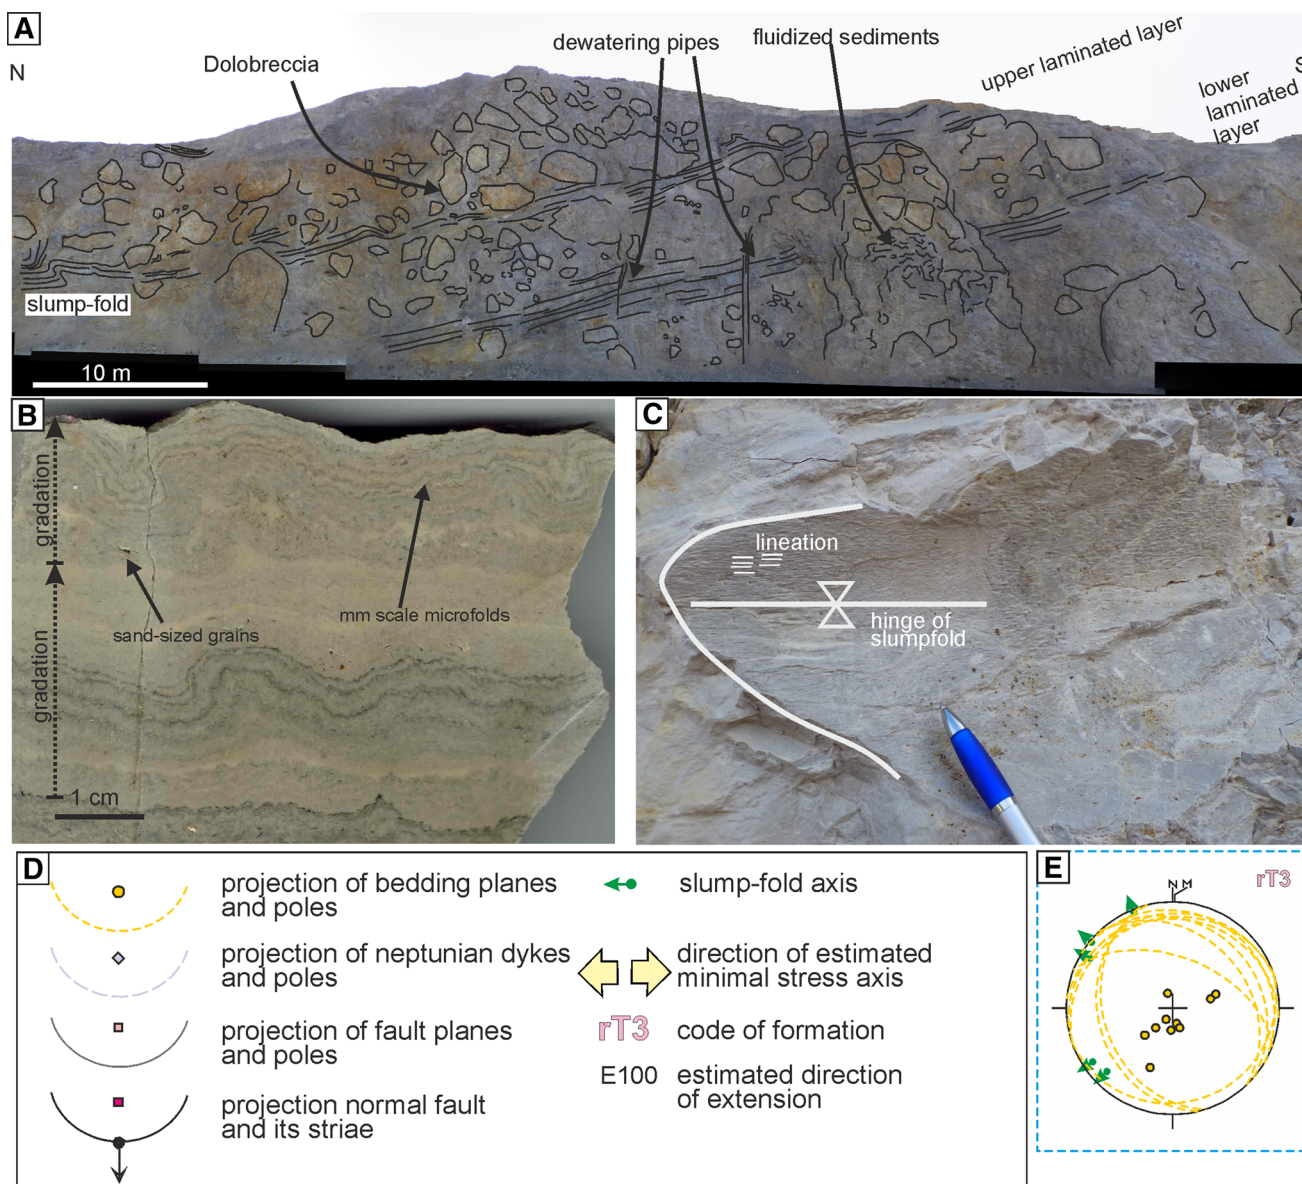 A
N
Dolobreccia
dewatering pipes
fluidized sediments
upper laminated layer
lower
laminated
layer
S
slump-fold
10 m
B
gradation
gradation
sand-sized grains
mm scale microfolds
1 cm
C
lineation
hinge of
slumpfold
D
projection of bedding planes
and poles
projection of neptunian dykes
and poles
projection of fault planes
and poles
projection normal fault
and its striae
slump-fold axis
direction of estimated
minimal stress axis
rT3
code of formation
E100
estimated direction
of extension
E
N M
rT3